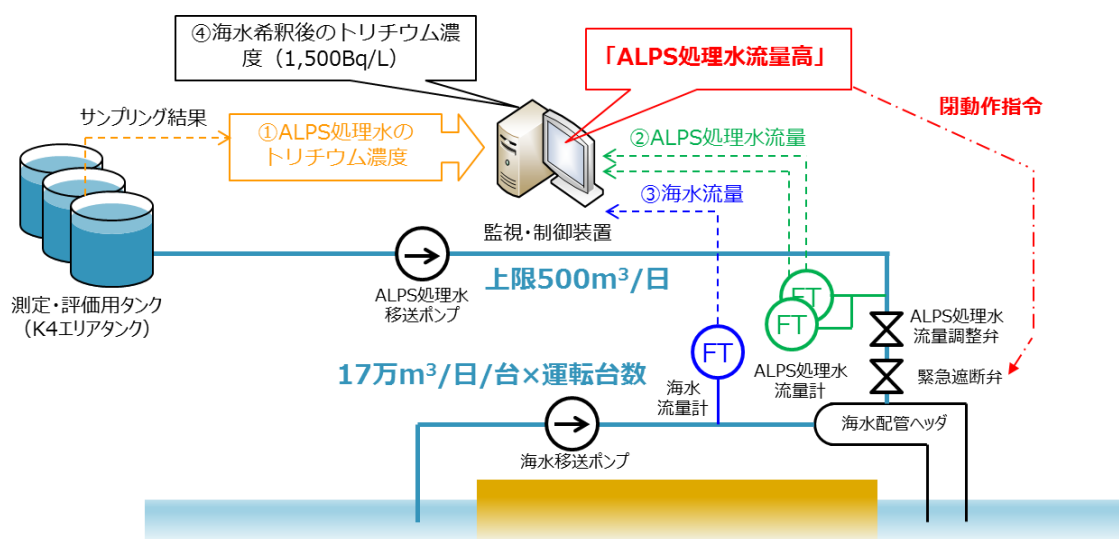 ④海水希釈後のトリチウム濃
度（1,500Bq/L）
「ALPS処理水流量高」
閉動作指令
サンプリング結果
①ALPS処理水の
トリチウム濃度
②ALPS処理水流量
③海水流量
監視・制御装置
上限500m³/日
ALPS処理水
移送ポンプ
測定・評価用タンク
（K4エリアタンク）
FT
FT
ALPS処理水
流量調整弁
FT
ALPS処理水
流量計
緊急遮断弁
17万m³/日/台×運転台数
海水
流量計
海水配管ヘッダ
海水移送ポンプ